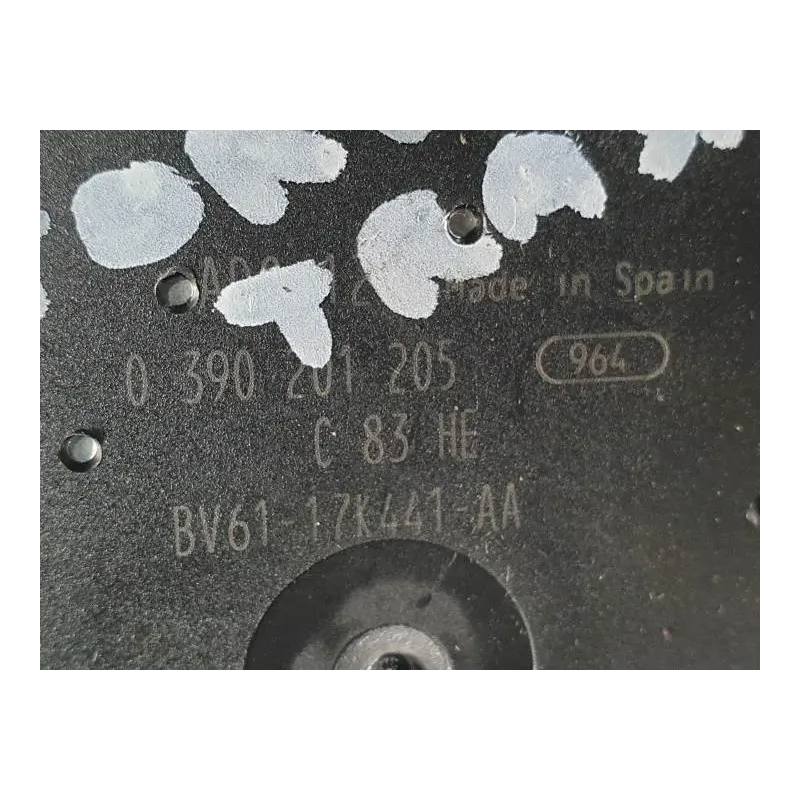 Made in Spain
0 390 201 205
964
C 83 HE
BV61-17K441-AA